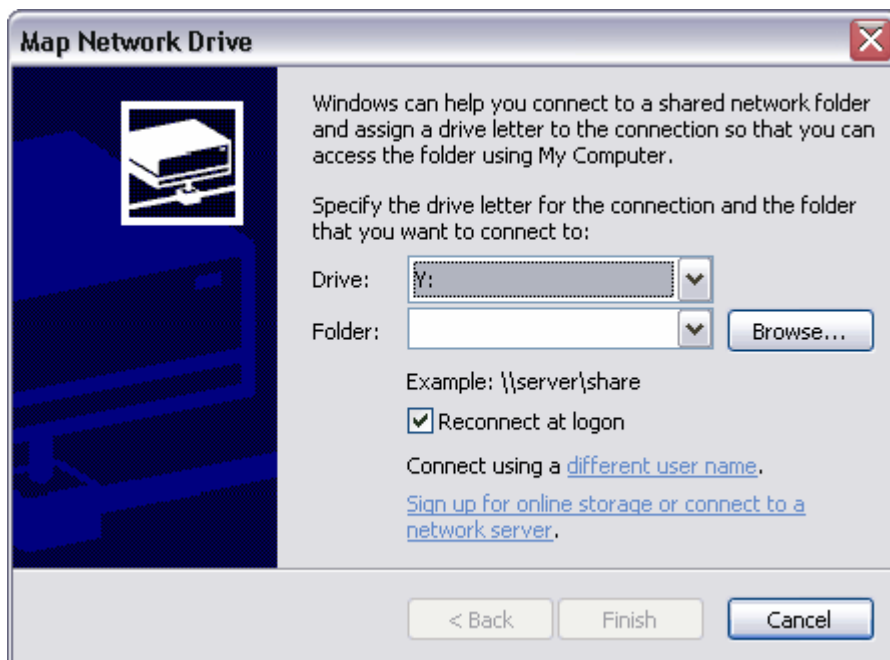 Map Network Drive
Windows can help you connect to a shared network folder
and assign a drive letter to the connection so that you can
access the folder using My Computer.
Specify the drive letter for the connection and the folder
that you want to connect to:
Drive: Y:
Folder: Browse...
Example: \\server\share
Reconnect at logon
Connect using a different user name.
Sign up for online storage or connect to a
network server.
< Back Finish Cancel